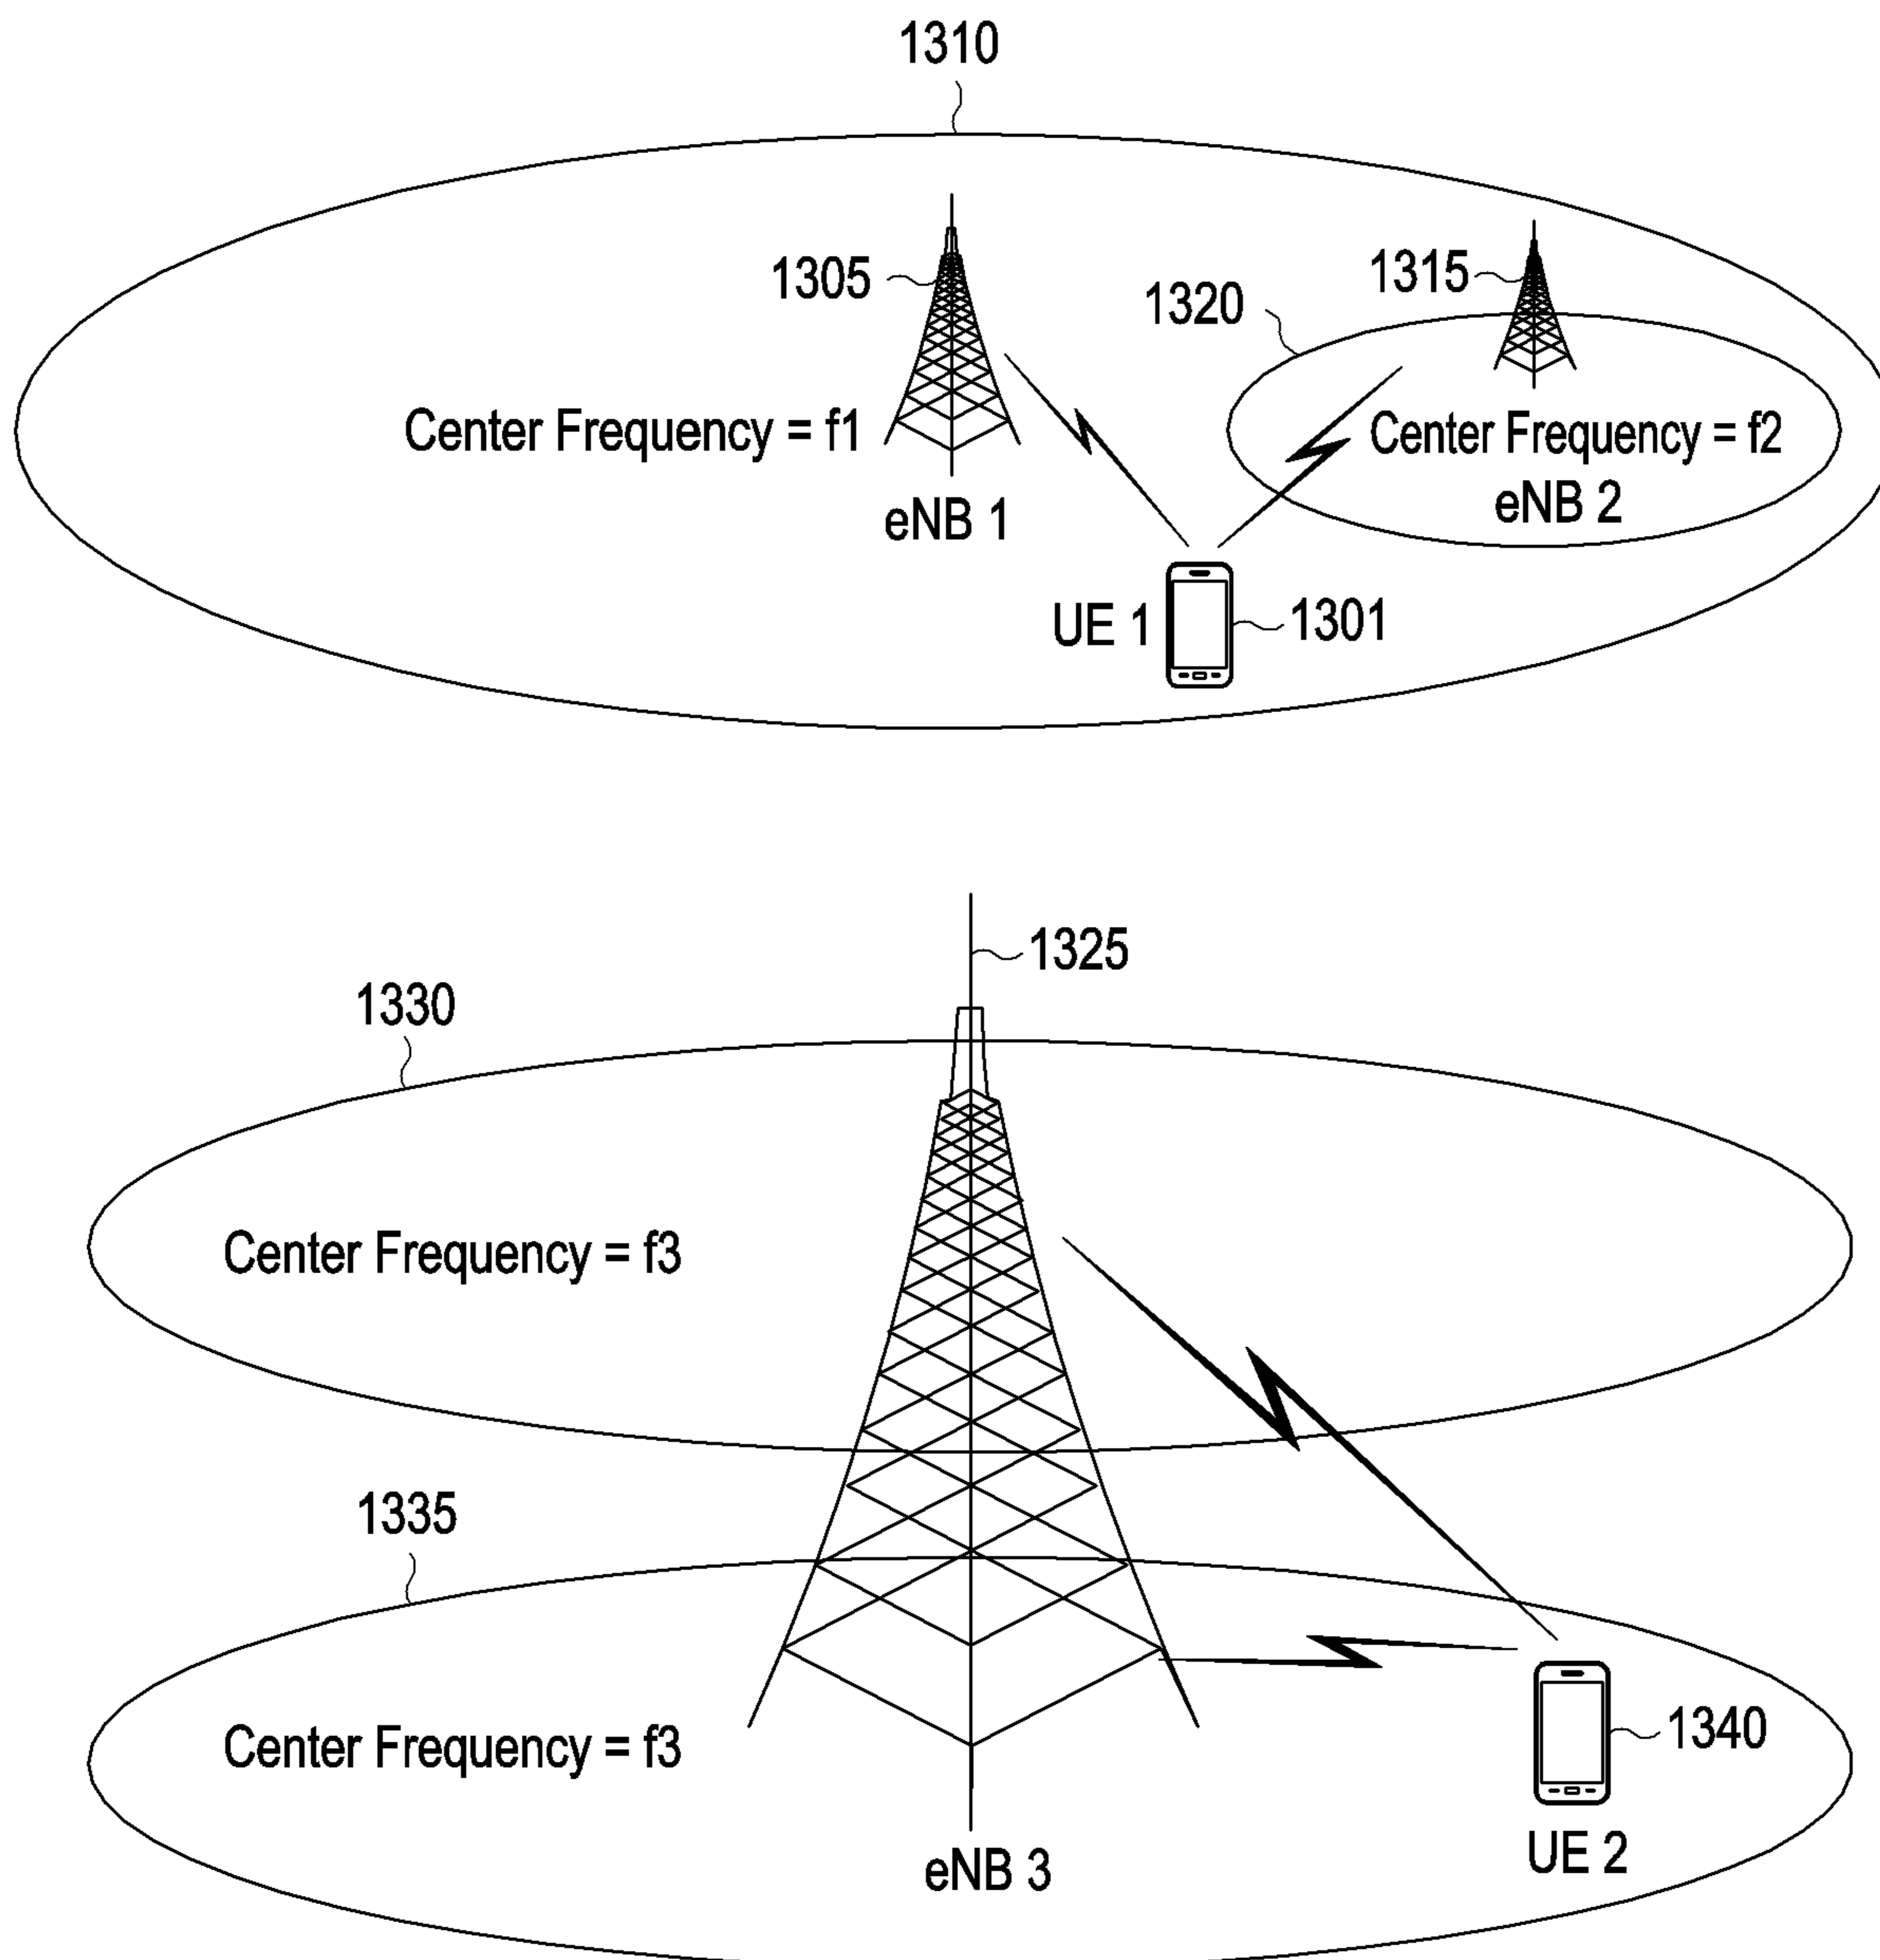 1310
1305
1315
1320
Center Frequency = f1
Center Frequency = f2
eNB 1
eNB 2
UE 1
1301
1325
1330
Center Frequency = f3
1335
Center Frequency = f3
1340
UE 2
eNB 3